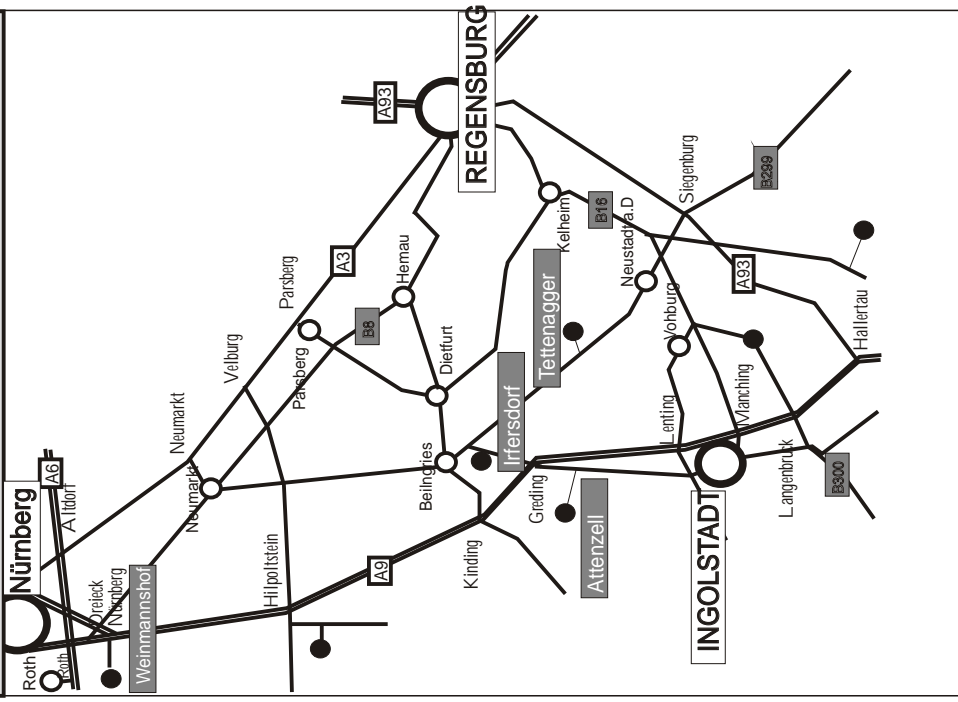 Nürnberg
A6
Altdorf
Roth
Roth
Dreieck
Nürnberg
Weinmannshof
Neumarkt
Neumarkt
Velburg
Hilpoltstein
Parsberg
Parsberg
A3
B8
A9
A93
REGENSBURG
Hemau
Dietfurt
Beilngries
Kinding
Greding
Irfersdorf
Tettenagger
Attenzell
Kelheim
B16
Neustadt a.D
Siegenburg
B299
A93
Vohburg
Lenting
Manching
INGOLSTADT
Langenbruck
B300
Hallertau